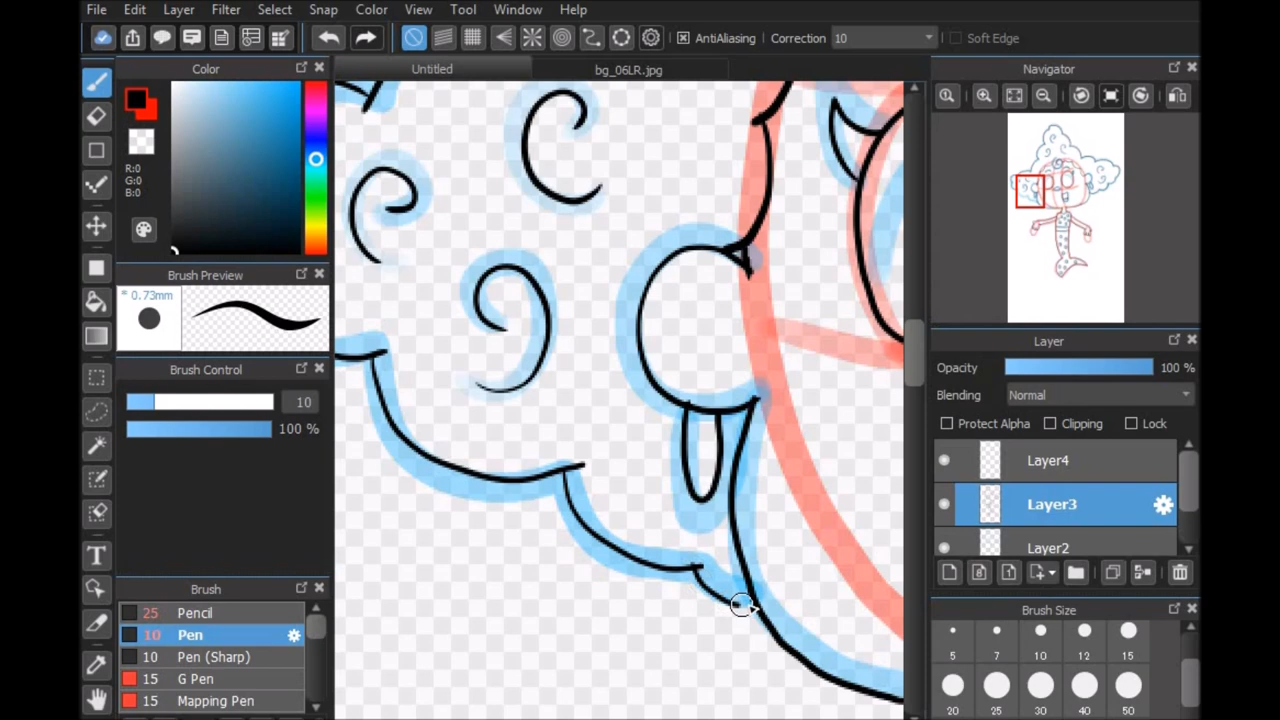 File Edit Layer Filter Select Snap Color View Tool Window Help
AntiAliasing Correction 10 Soft Edge
Color
Untitled
bg_06LR.jpg
Navigator
R:0
G:0
B:0
Brush Preview
* 0.73mm
Layer
Opacity 100 %
Brush Control
Blending Normal
10
100 %
Protect Alpha Clipping Lock
Layer4
Layer3
Layer2
Brush
25 Pencil
10 Pen
10 Pen (Sharp)
15 G Pen
15 Mapping Pen
Brush Size
5 7 10 12 15
20 25 30 40 50